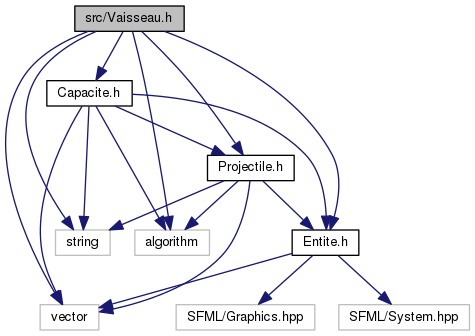 src/Vaisseau.h
Capacite.h
Projectile.h
string
algorithm
Entite.h
vector
SFML/Graphics.hpp
SFML/System.hpp